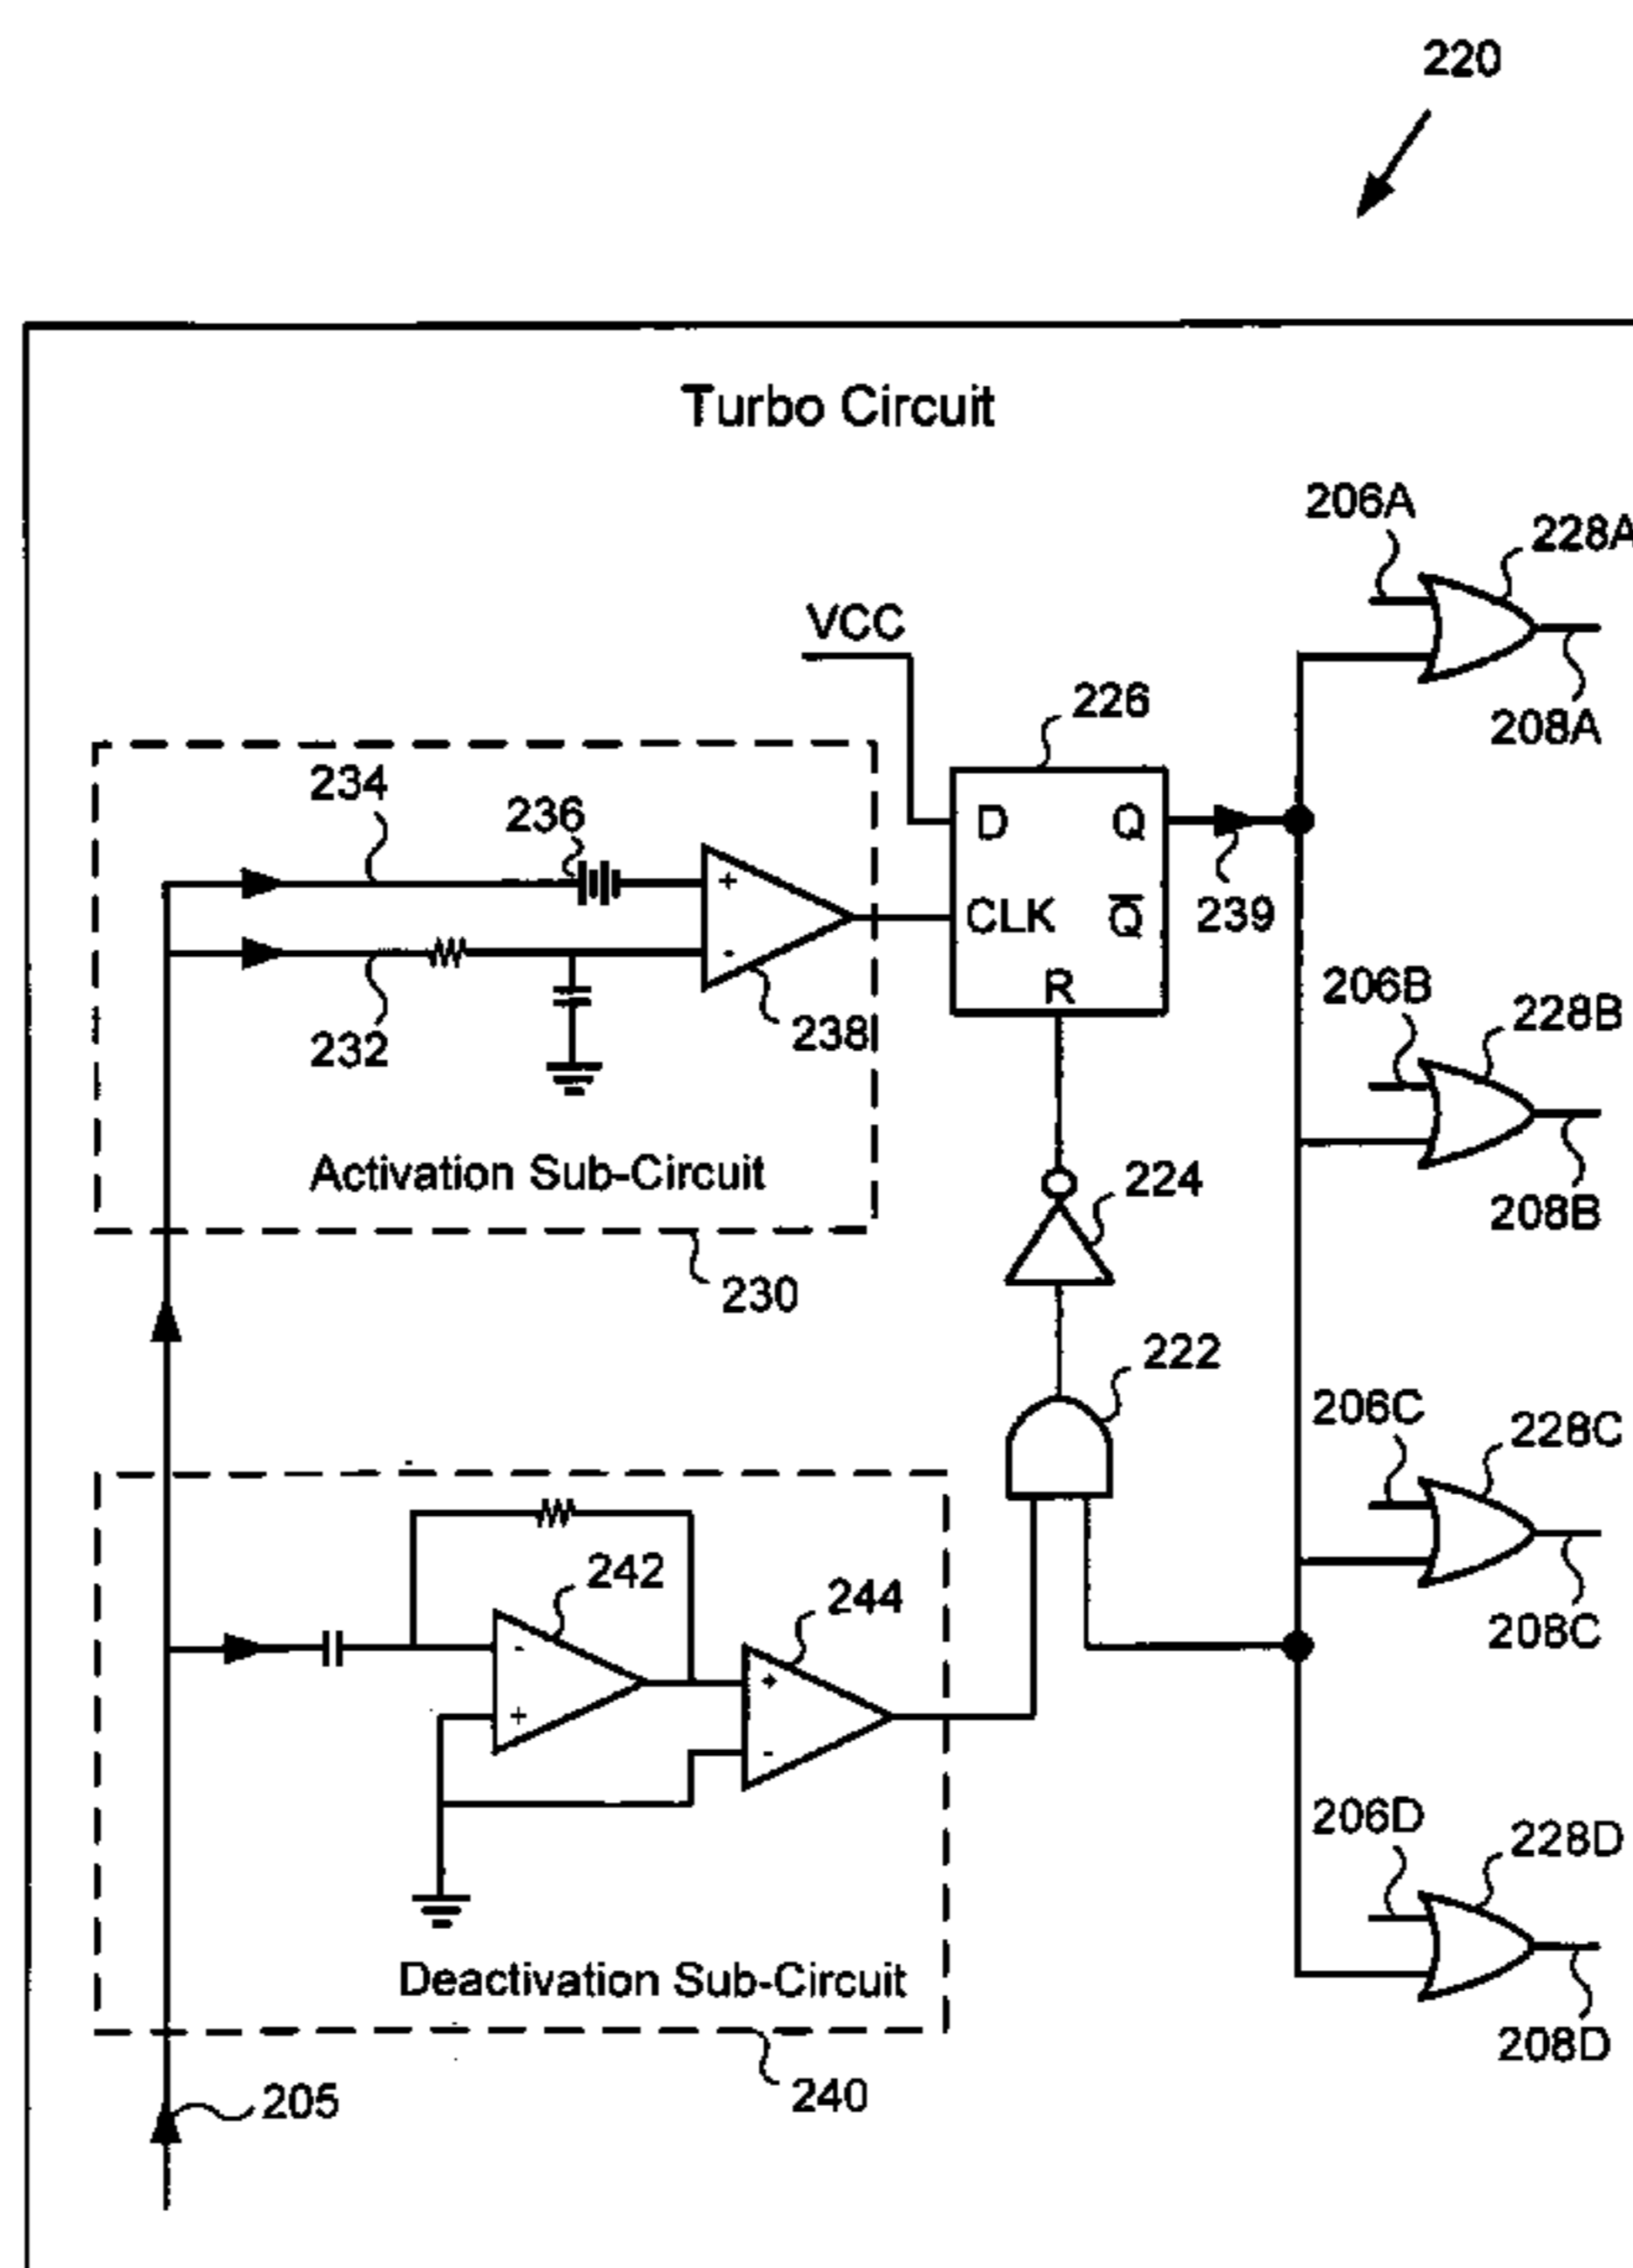 220
Turbo Circuit
206A
228A
208A
VCC
226
D
Q
CLK
Q̅
R
239
234
236
+
-
232
238
Activation Sub-Circuit
230
206B
228B
208B
224
222
206C
228C
208C
242
-
+
244
+
-
206D
228D
208D
Deactivation Sub-Circuit
240
205